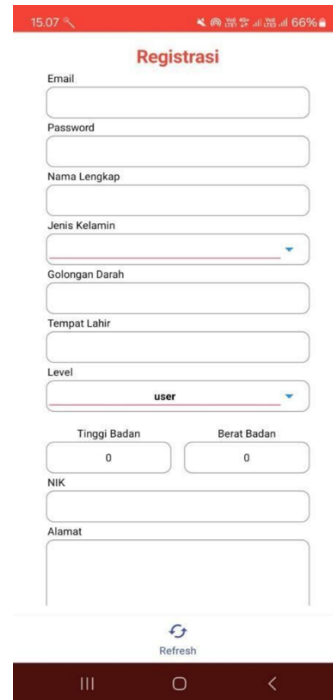 15.07 66%
Registrasi
Email
Password
Nama Lengkap
Jenis Kelamin
Golongan Darah
Tempat Lahir
Level
user
Tinggi Badan Berat Badan
0 0
NIK
Alamat
Refresh